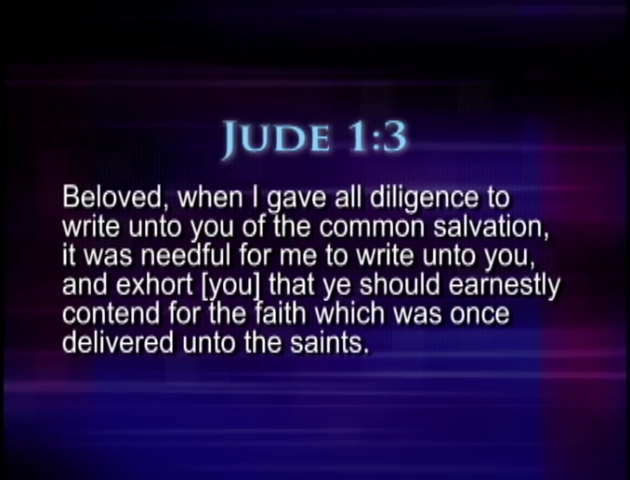 Jude 1:3
Beloved, when I gave all diligence to
write unto you of the common salvation,
it was needful for me to write unto you,
and exhort [you] that ye should earnestly
contend for the faith which was once
delivered unto the saints.